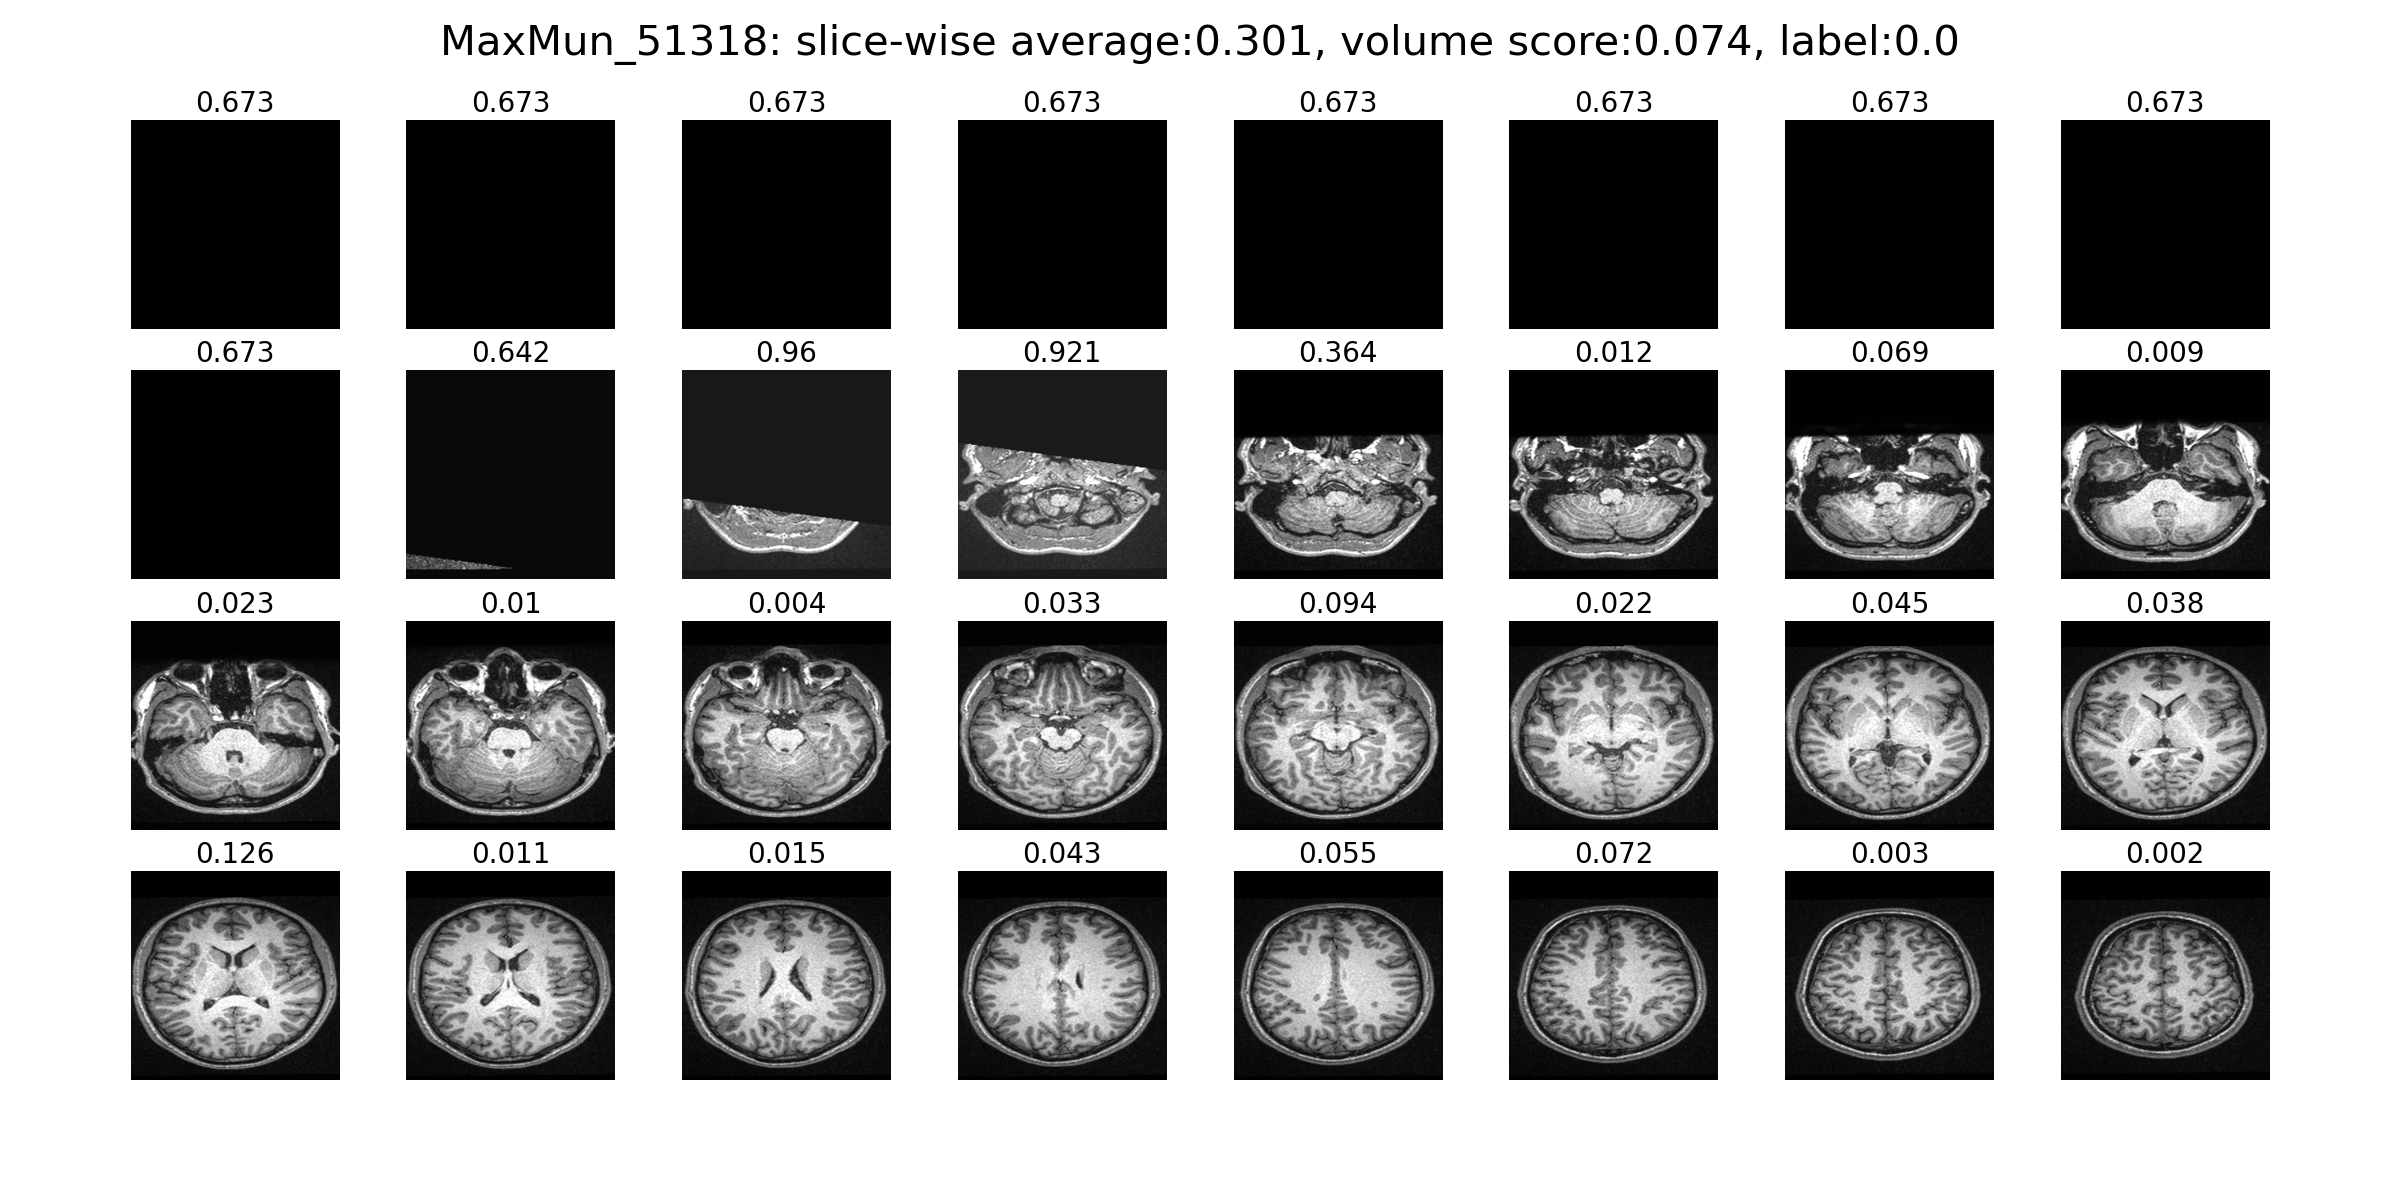 MaxMun_51318: slice-wise average:0.301, volume score:0.074, label:0.0
0.673 0.673 0.673 0.673 0.673 0.673 0.673 0.673
0.673 0.642 0.96 0.921 0.364 0.012 0.069 0.009
0.023 0.01 0.004 0.033 0.094 0.022 0.045 0.038
0.126 0.011 0.015 0.043 0.055 0.072 0.003 0.002